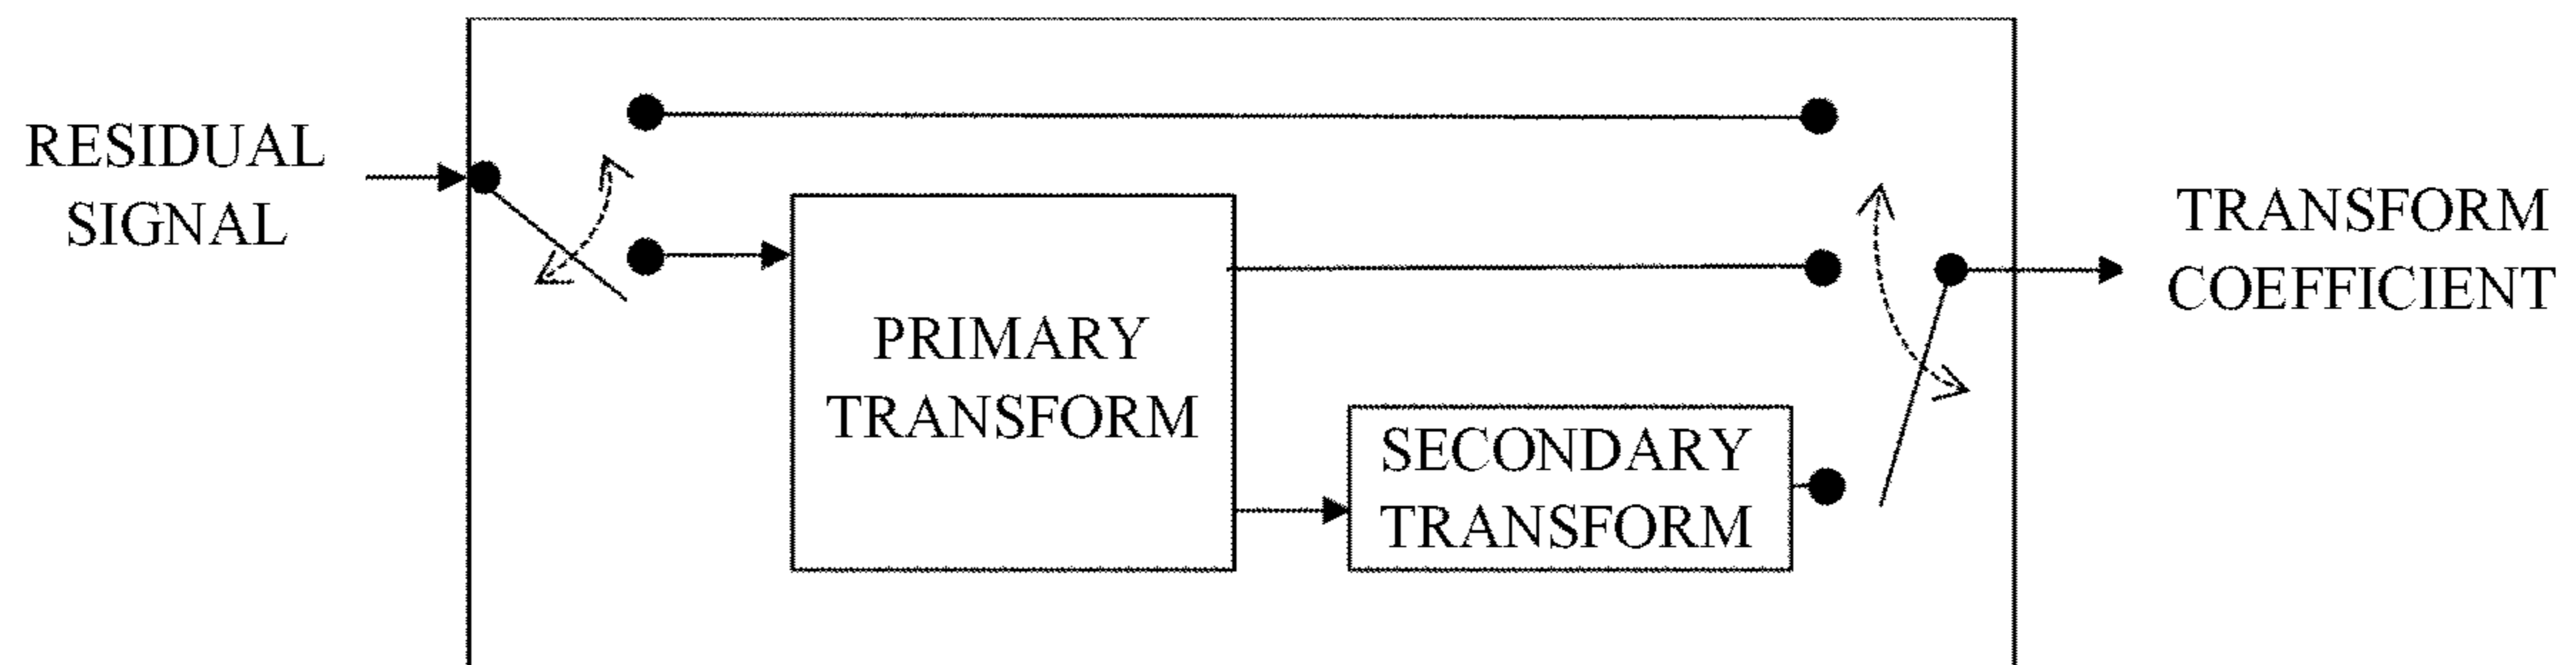 RESIDUAL
SIGNAL
PRIMARY
TRANSFORM
SECONDARY
TRANSFORM
TRANSFORM
COEFFICIENT